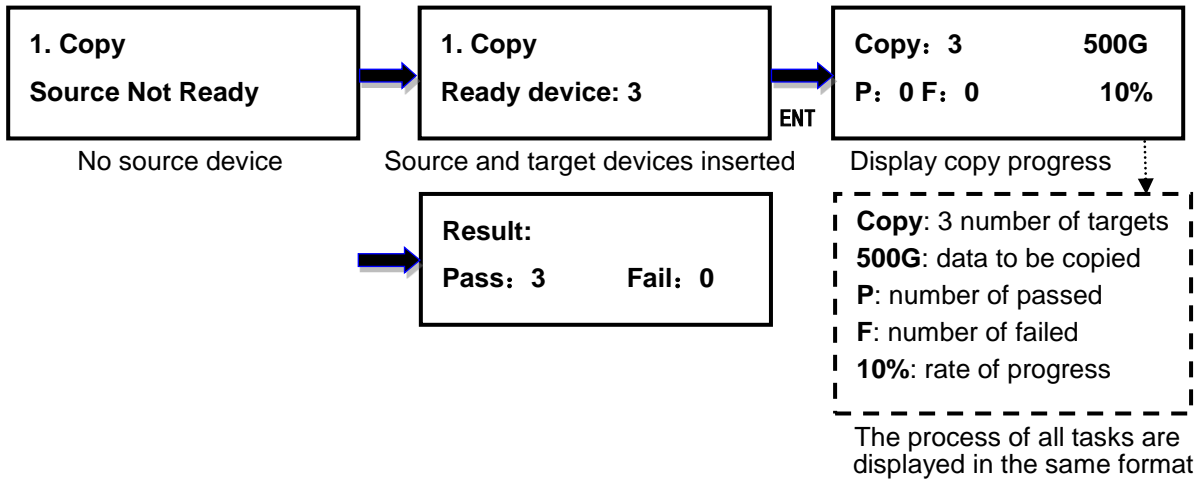 1. Copy
Source Not Ready
No source device
1. Copy
Ready device: 3
Source and target devices inserted
ENT
Copy：3 500G
P：0 F：0 10%
Display copy progress
Result:
Pass：3 Fail：0
Copy: 3 number of targets
500G: data to be copied
P: number of passed
F: number of failed
10%: rate of progress
The process of all tasks are
displayed in the same format